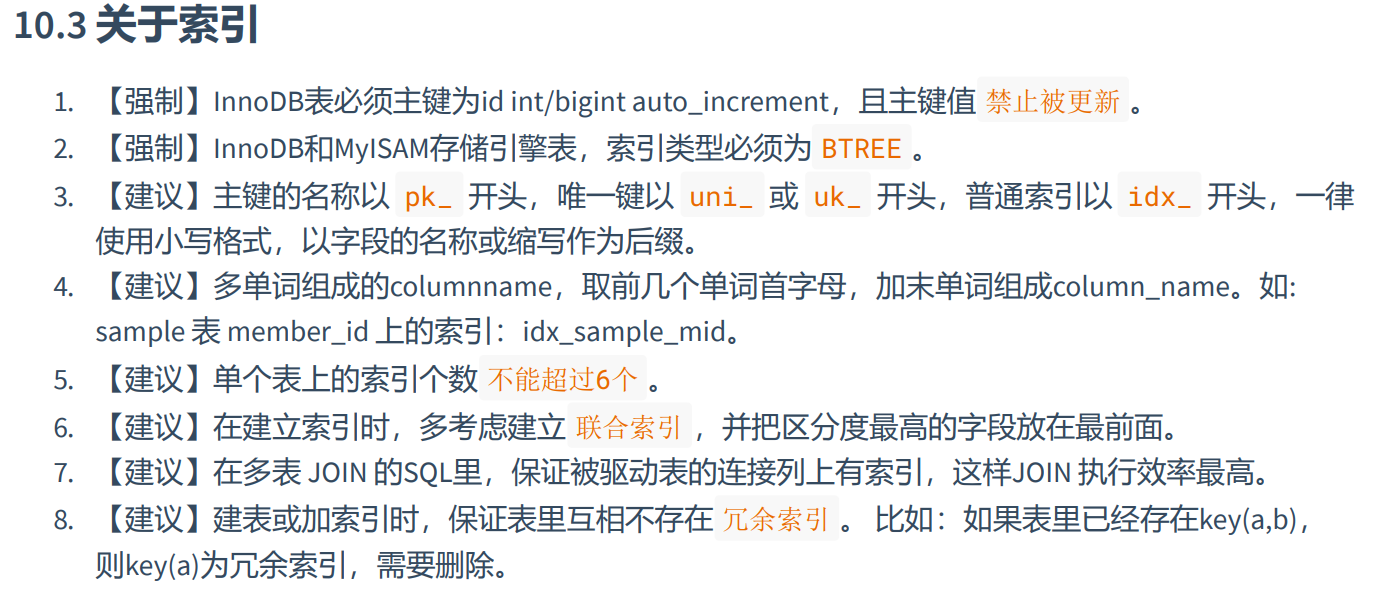 10.3 关于索引
1. 【强制】InnoDB表必须主键为id int/bigint auto_increment，且主键值 禁止被更新 。
2. 【强制】InnoDB和MyISAM存储引擎表，索引类型必须为 BTREE 。
3. 【建议】主键的名称以 pk_ 开头，唯一键以 uni_ 或 uk_ 开头，普通索引以 idx_ 开头，一律
使用小写格式，以字段的名称或缩写作为后缀。
4. 【建议】多单词组成的columnname，取前几个单词首字母，加末单词组成column_name。如:
sample 表 member_id 上的索引：idx_sample_mid。
5. 【建议】单个表上的索引个数 不能超过6个 。
6. 【建议】在建立索引时，多考虑建立 联合索引 ，并把区分度最高的字段放在最前面。
7. 【建议】在多表 JOIN 的SQL里，保证被驱动表的连接列上有索引，这样JOIN 执行效率最高。
8. 【建议】建表或加索引时，保证表里互相不存在 冗余索引 。 比如：如果表里已经存在key(a,b)，
则key(a)为冗余索引，需要删除。